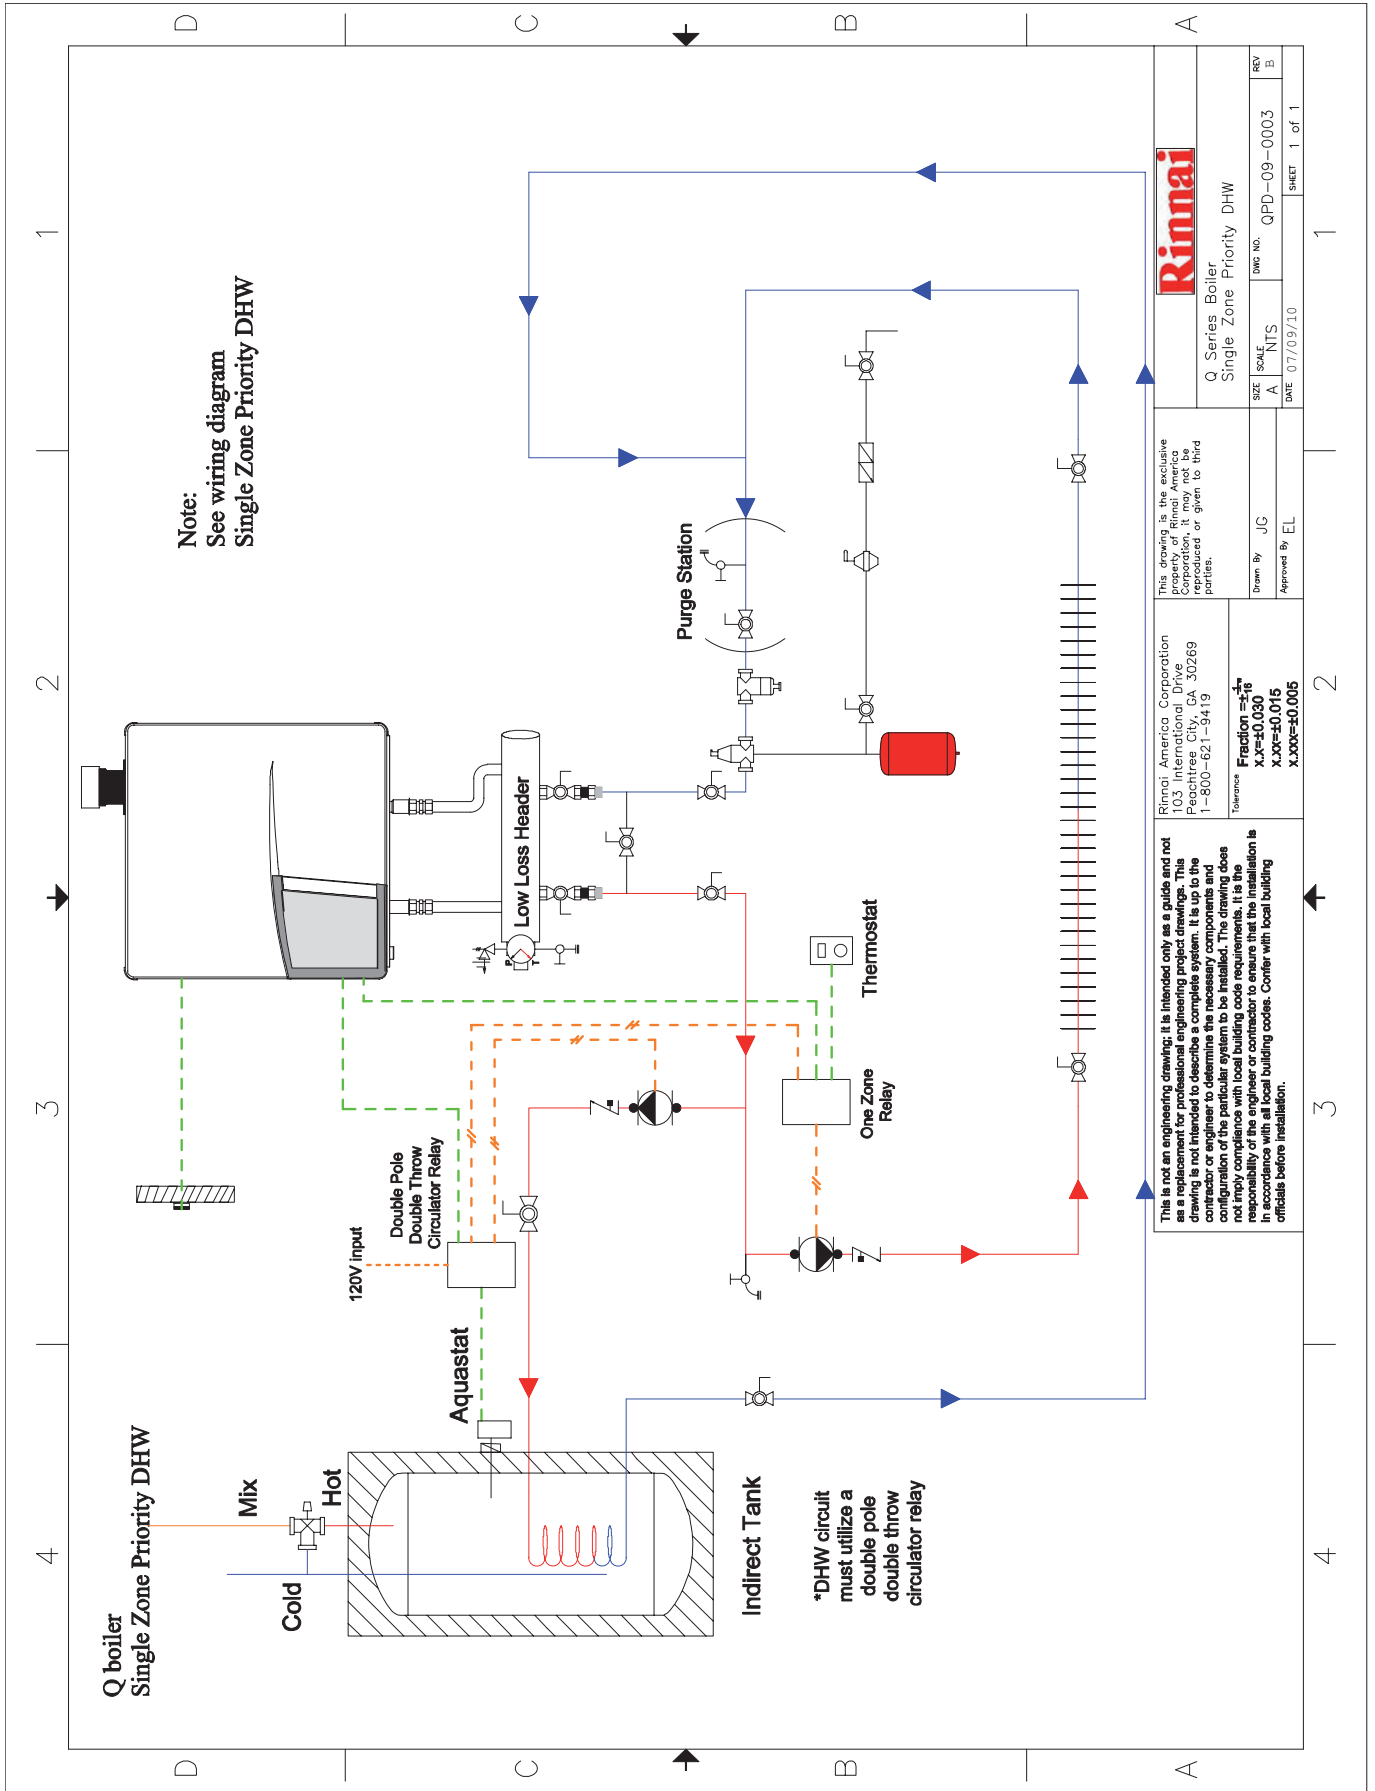 Q boiler
Single Zone Priority DHW
Note:
See wiring diagram
Single Zone Priority DHW
4
3
2
1
D
C
B
A
D
C
B
A
4
3
2
1
Mix
Cold
Hot
Aquastat
120V input
Double Pole
Double Throw
Circulator Relay
Low Loss Header
P
T
Purge Station
Indirect Tank
*DHW circuit
must utilize a
double pole
double throw
circulator relay
One Zone
Relay
Thermostat
This is not an engineering drawing; it is intended only as a guide and not
as a replacement for professional engineering project drawings. This
drawing is not intended to describe a complete system. It is up to the
contractor or engineer to determine the necessary components and
configuration of the particular system to be installed. The drawing does
not imply compliance with local building code requirements. It is the
responsibility of the engineer or contractor to ensure that the installation is
in accordance with all local building codes. Confer with local building
officials before installation.
Rinnai America Corporation
103 International Drive
Peachtree City, GA 30269
1-800-621-9419
Tolerance
Fraction =±1/16"
X.X=±0.030
X.XX=±0.015
X.XXX=±0.005
This drawing is the exclusive
property of Rinnai America
Corporation, it may not be
reproduced or given to third
parties.
Drawn By JG
Approved By EL
Rinnai
Q Series Boiler
Single Zone Priority DHW
SIZE A
SCALE NTS
DWG NO. QPD-09-0003
REV B
DATE 07/09/10
SHEET 1 of 1